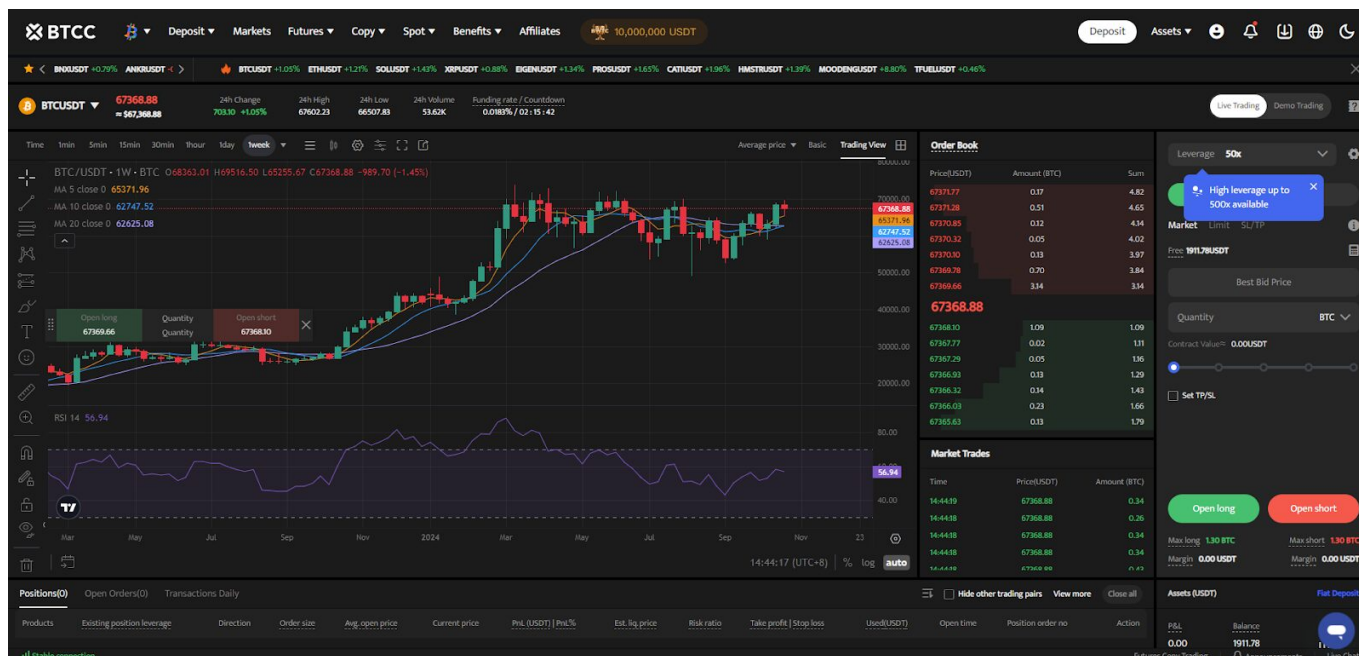 BTCC Deposit Markets Futures Copy Spot Benefits Affiliates 10,000,000 USDT Deposit Assets
BNXUSDT +0.79% ANKRUSDT BTCUSDT +1.05% ETHUSDT +1.21% SOLUSDT +1.43% XRPUSDT +0.88% EIGENUSDT +1.34% PROSUSDT +1.65% CATIUSDT +1.96% HMSTRUSDT +1.39% MOODENGUSDT +8.80% TFUELUSDT +0.46%
BTCUSDT
67368.88
≈ $67,368.88
24h Change
703.10 +1.05%
24h High
67602.23
24h Low
66507.83
24h Volume
53.62K
Funding rate / Countdown
0.0183% / 02 : 15 : 42
Live Trading Demo Trading
Time 1min 5min 15min 30min 1hour 1day 1week Average price Basic Trading View
BTC/USDT · 1W · BTC O68363.01 H69516.50 L65255.67 C67368.88 -989.70 (-1.45%)
MA 5 close 0 65371.96
MA 10 close 0 62747.52
MA 20 close 0 62625.08
80000.00
70000.00
67368.88
65371.96
62747.52
62625.08
50000.00
40000.00
30000.00
20000.00
Open long
67369.66
Quantity
Quantity
Open short
67368.10
RSI 14 56.94
80.00
56.94
40.00
Mar May Jul Sep Nov 2024 Mar May Jul Sep Nov 23
14:44:17 (UTC+8) % log auto
Order Book
Price(USDT) Amount (BTC) Sum
67371.77 0.17 4.82
67371.28 0.51 4.65
67370.85 0.12 4.14
67370.32 0.05 4.02
67370.10 0.13 3.97
67369.78 0.70 3.84
67369.66 3.14 3.14
67368.88
67368.10 1.09 1.09
67367.77 0.02 1.11
67367.29 0.05 1.16
67366.93 0.13 1.29
67366.32 0.14 1.43
67366.03 0.23 1.66
67365.63 0.13 1.79
Market Trades
Time Price(USDT) Amount (BTC)
14:44:19 67368.88 0.34
14:44:18 67368.88 0.26
14:44:18 67368.88 0.34
14:44:18 67368.88 0.34
14:44:18 67368.88 0.43
Leverage 50x
High leverage up to
500x available
Market Limit SL/TP
Free 1911.78USDT
Best Bid Price
Quantity BTC
Contract Value≈ 0.00USDT
Set TP/SL
Open long Open short
Max long 1.30 BTC Max short 1.30 BTC
Margin 0.00 USDT Margin 0.00 USDT
Positions(0) Open Orders(0) Transactions Daily Hide other trading pairs View more Close all
Products Existing position leverage Direction Order size Avg. open price Current price PnL (USDT) | PnL% Est. liq.price Risk ratio Take profit | Stop loss Used(USDT) Open time Position order no Action
Assets (USDT) Fiat Deposit
P&L Balance
0.00 1911.78
Stable connection Futures Copy Trading Announcements Live Chat